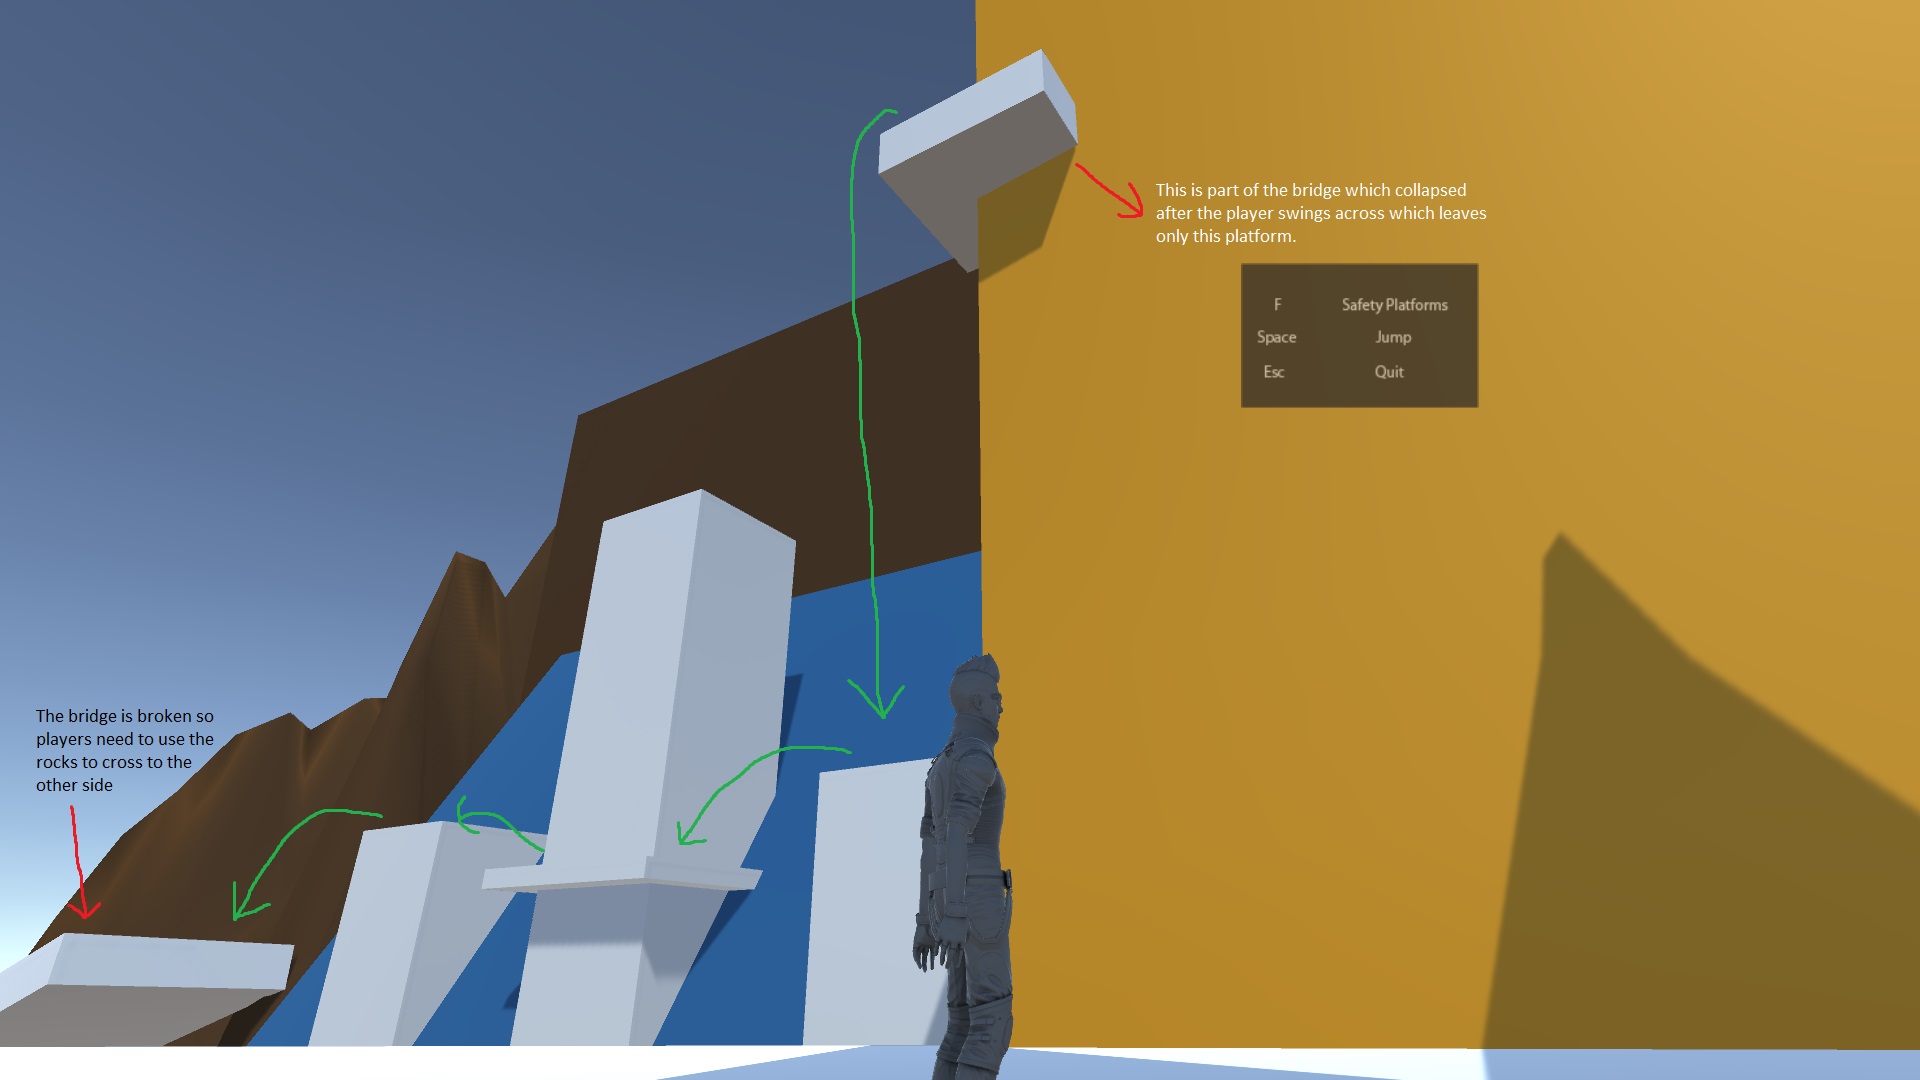 This is part of the bridge which collapsed
after the player swings across which leaves
only this platform.
F Safety Platforms
Space Jump
Esc Quit
The bridge is broken so
players need to use the
rocks to cross to the
other side